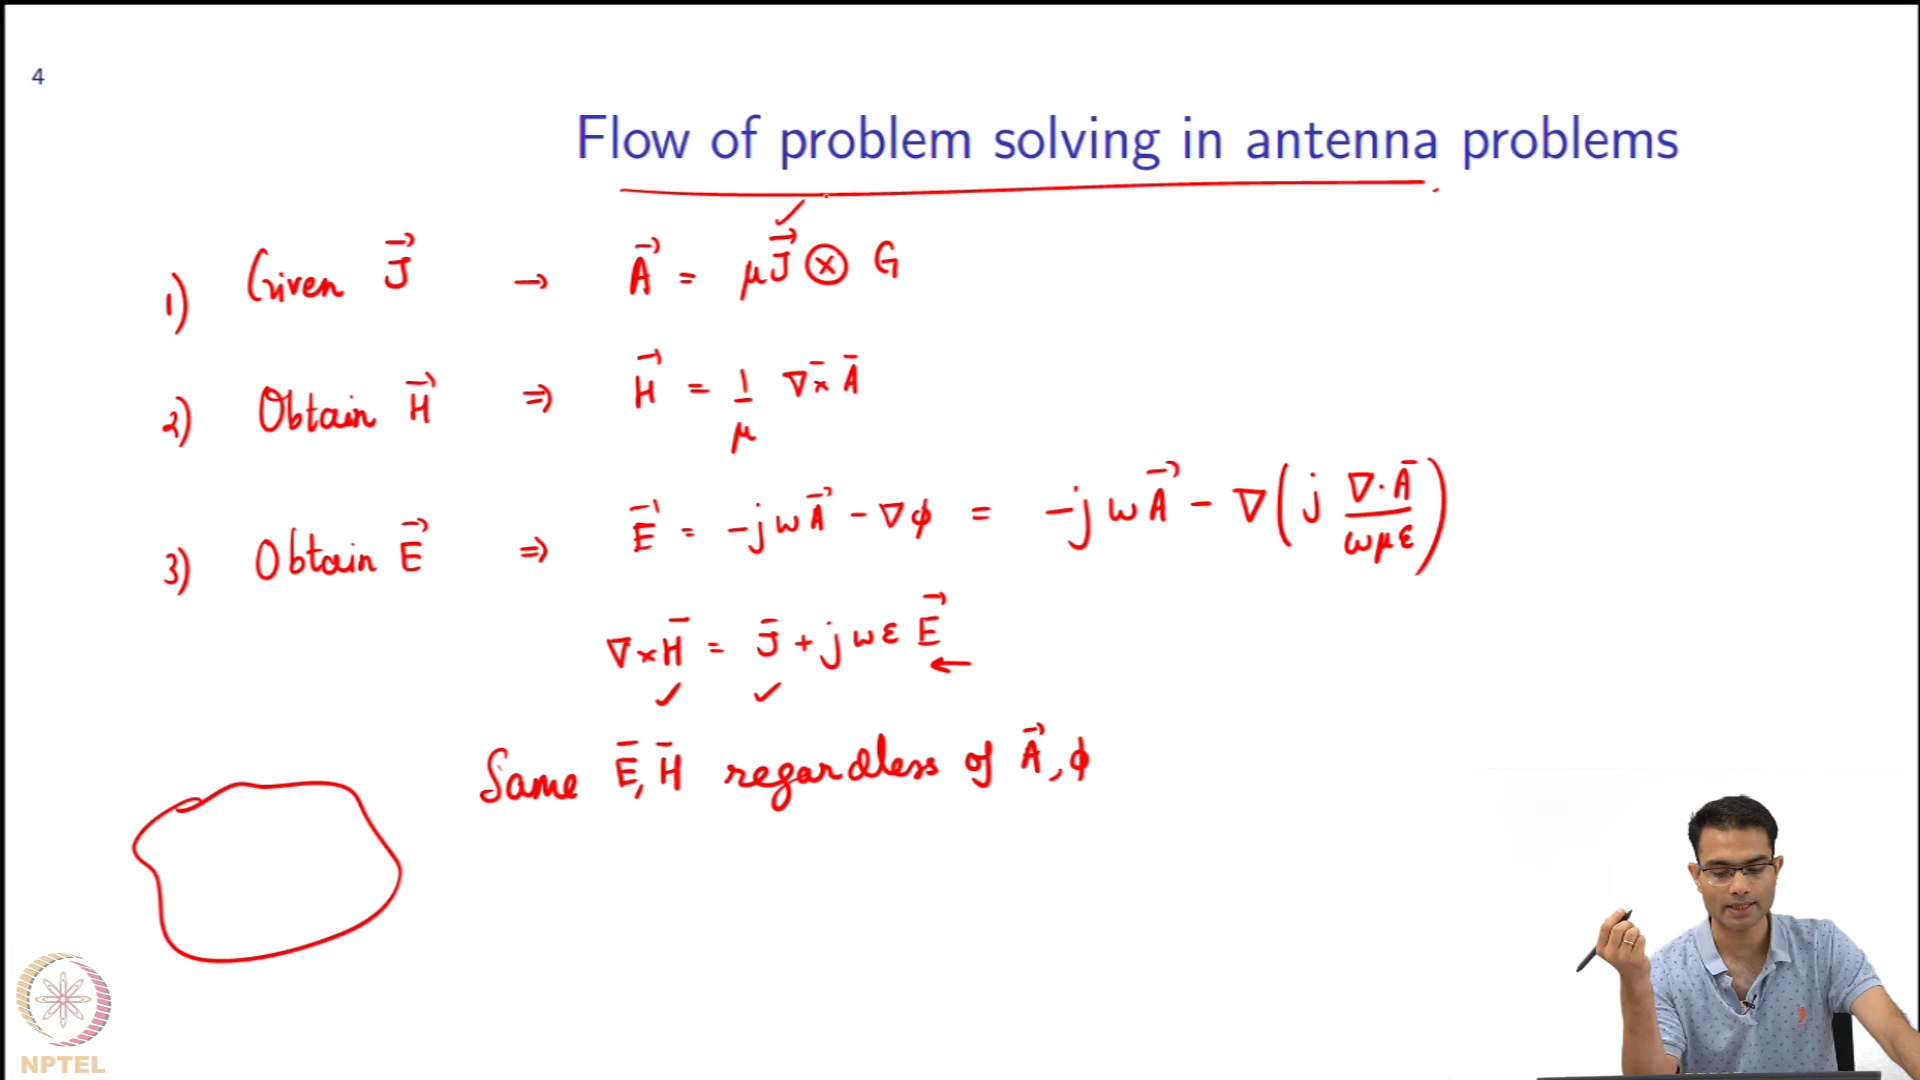 4
Flow of problem solving in antenna problems
1) Given J⃗ → A⃗ = μJ⃗ ⊗ G
2) Obtain H⃗ ⇒ H⃗ = 1/μ ∇̄× Ā
3) Obtain E⃗ ⇒ E⃗ = -jωA⃗ - ∇ϕ = -jωA⃗ - ∇(j ∇·Ā/ωμε)
∇×H̄ = J̄ + jωε E⃗
Same Ē, H̄ regardless of A⃗, ϕ
NPTEL